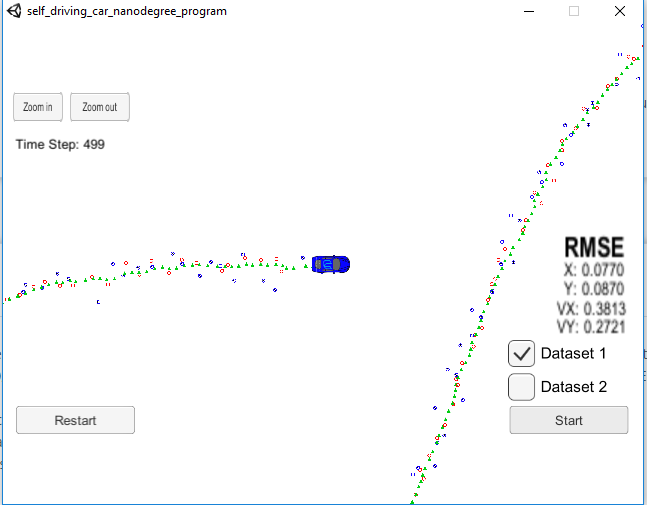 self_driving_car_nanodegree_program
Zoom in
Zoom out
Time Step: 499
RMSE
X: 0.0770
Y: 0.0870
VX: 0.3813
VY: 0.2721
Dataset 1
Dataset 2
Restart
Start